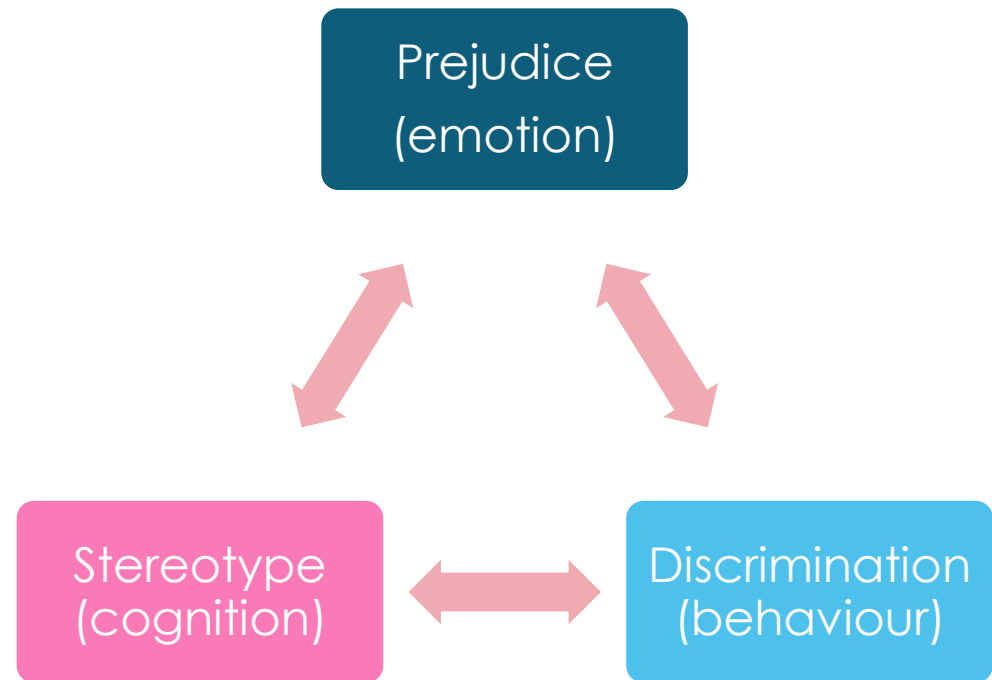 Prejudice
(emotion)
Stereotype
(cognition)
Discrimination
(behaviour)